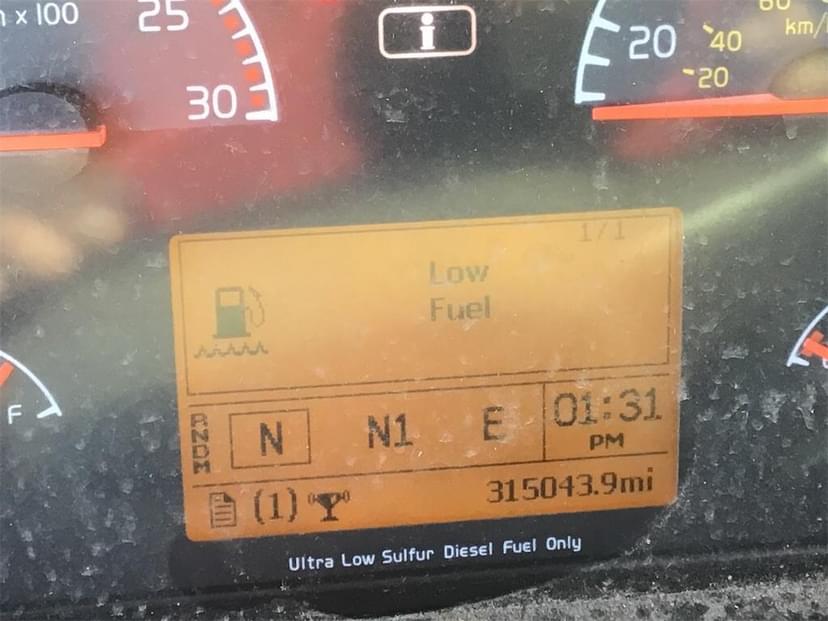 x 100
25
30
i
20
60
40
km/
20
1/1
Low
Fuel
F
R
N
D
M
N
N1
E
01:31
PM
(1)
315043.9mi
Ultra Low Sulfur Diesel Fuel Only